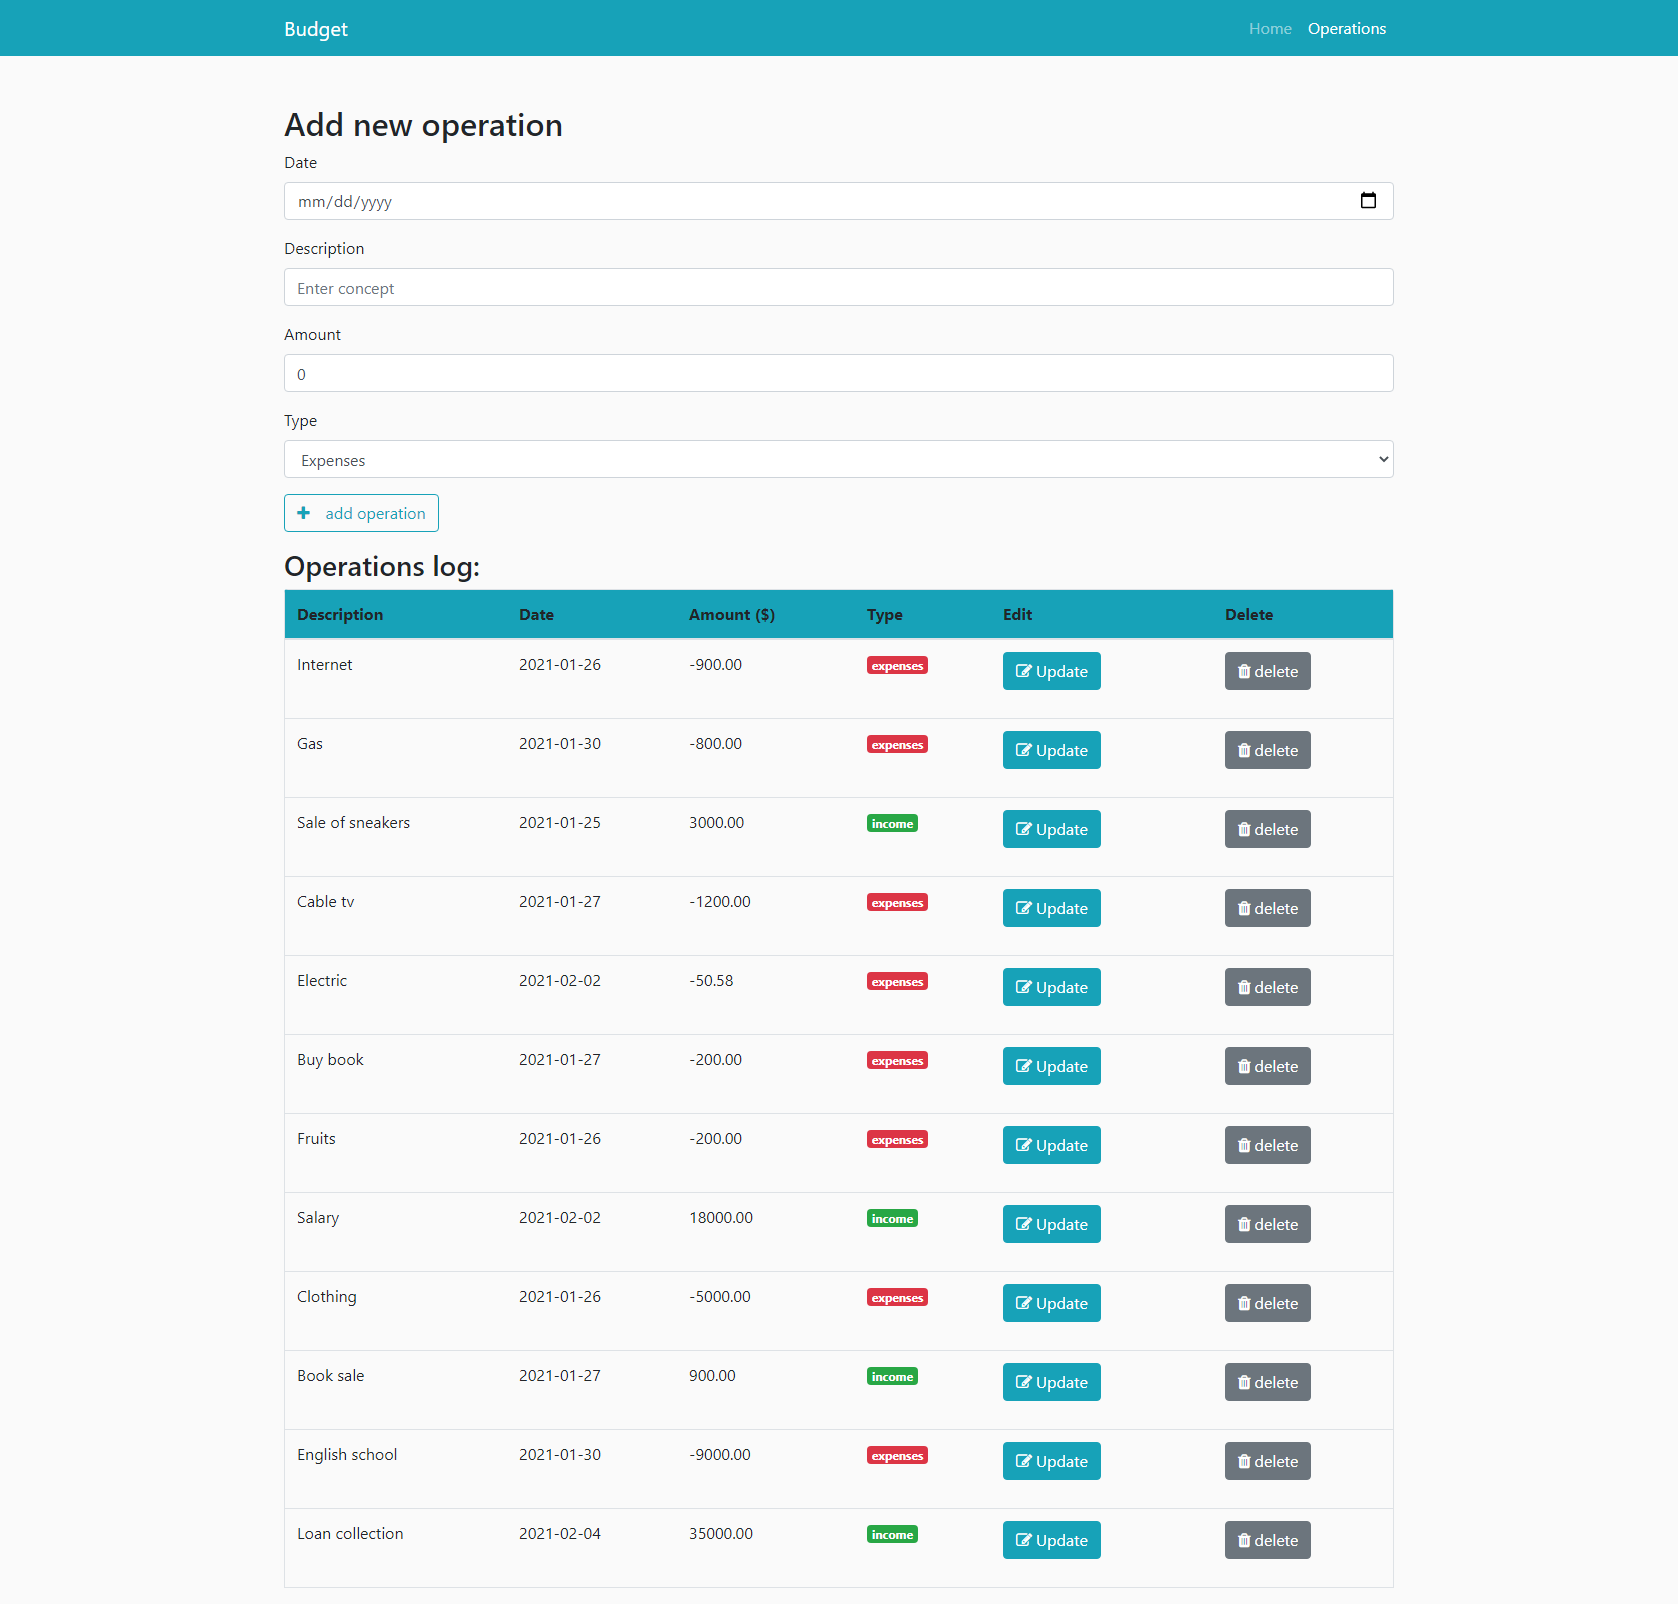 Budget Home Operations
Add new operation
Date
mm/dd/yyyy
Description
Enter concept
Amount
0
Type
Expenses
add operation
Operations log:
Description Date Amount ($) Type Edit Delete
Internet 2021-01-26 -900.00 expenses Update delete
Gas 2021-01-30 -800.00 expenses Update delete
Sale of sneakers 2021-01-25 3000.00 income Update delete
Cable tv 2021-01-27 -1200.00 expenses Update delete
Electric 2021-02-02 -50.58 expenses Update delete
Buy book 2021-01-27 -200.00 expenses Update delete
Fruits 2021-01-26 -200.00 expenses Update delete
Salary 2021-02-02 18000.00 income Update delete
Clothing 2021-01-26 -5000.00 expenses Update delete
Book sale 2021-01-27 900.00 income Update delete
English school 2021-01-30 -9000.00 expenses Update delete
Loan collection 2021-02-04 35000.00 income Update delete